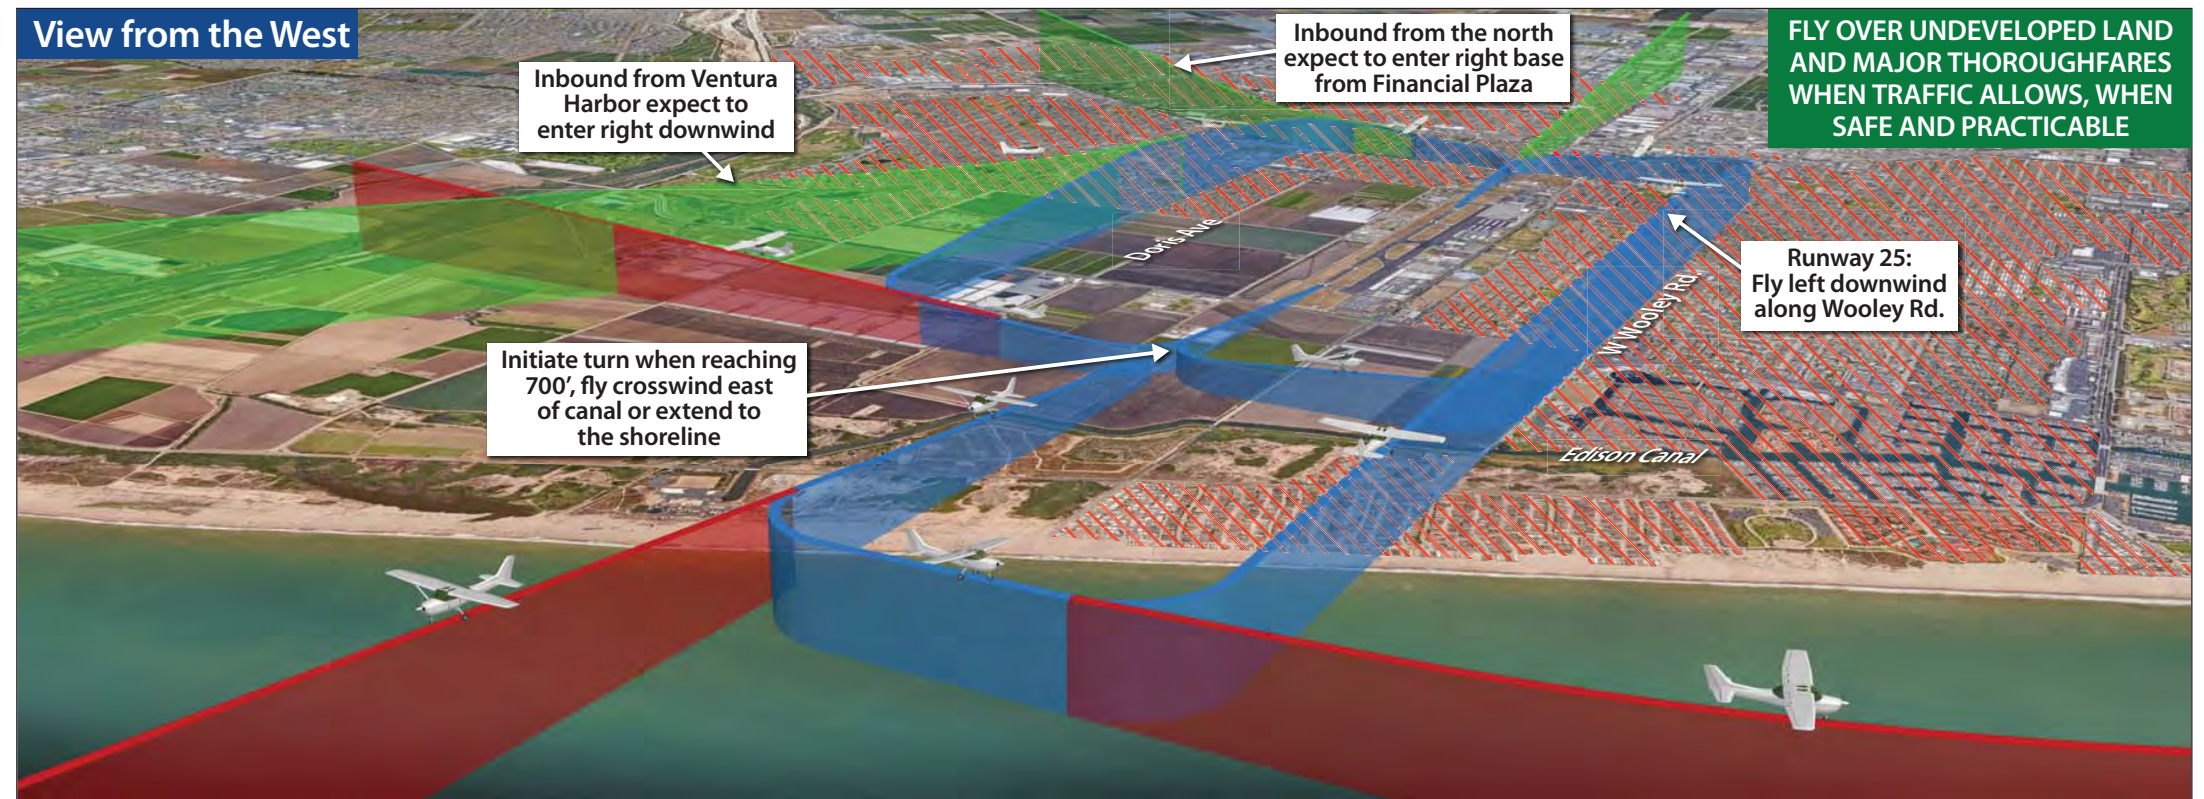 View from the West
Inbound from Ventura
Harbor expect to
enter right downwind
Inbound from the north
expect to enter right base
from Financial Plaza
FLY OVER UNDEVELOPED LAND
AND MAJOR THOROUGHFARES
WHEN TRAFFIC ALLOWS, WHEN
SAFE AND PRACTICABLE
Doris Ave
Runway 25:
Fly left downwind
along Wooley Rd.
W Wooley Rd.
Initiate turn when reaching
700’, fly crosswind east
of canal or extend to
the shoreline
Edison Canal